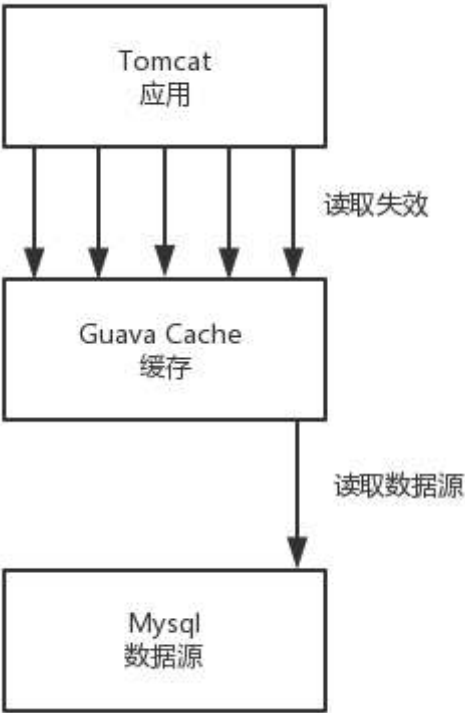 Tomcat
应用
读取失效
Guava Cache
缓存
读取数据源
Mysql
数据源